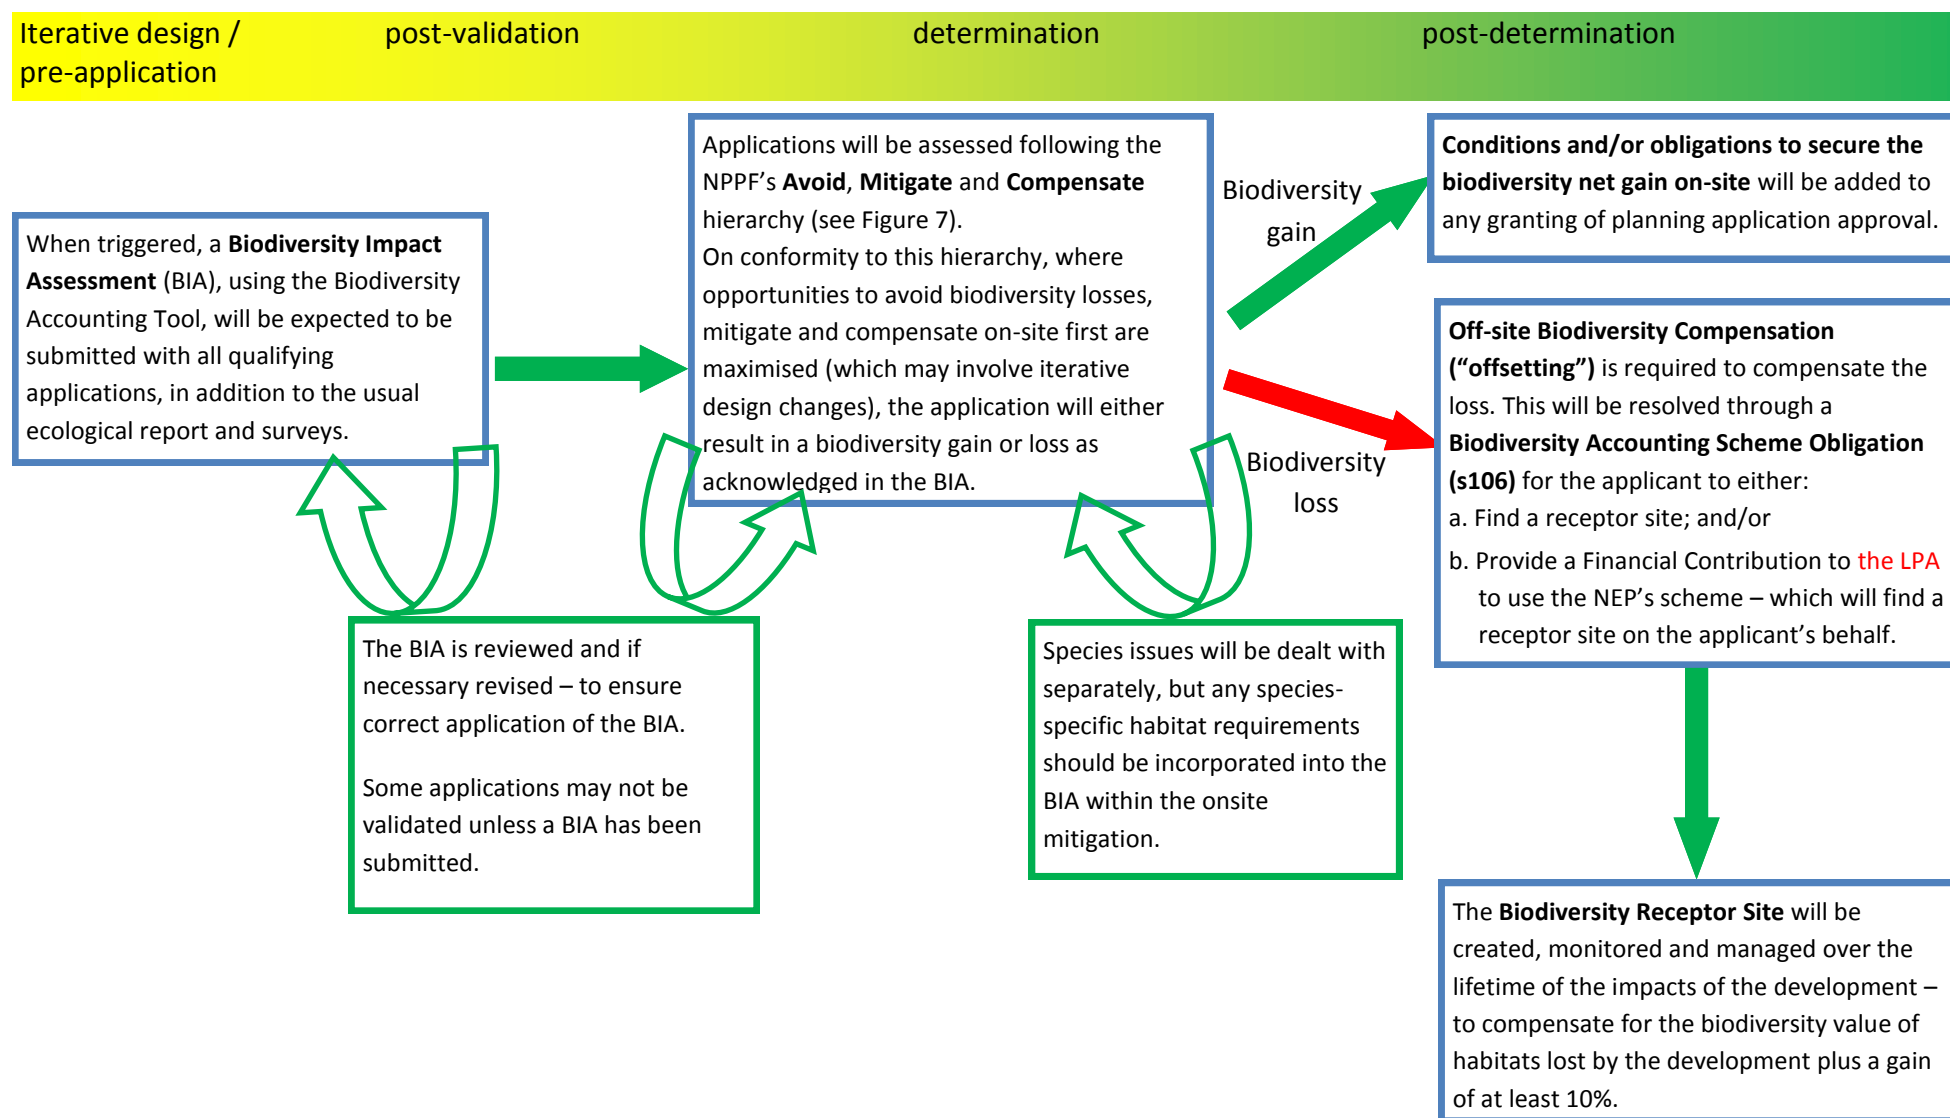 Iterative design /
pre-application
post-validation
determination
post-determination
When triggered, a Biodiversity Impact
Assessment (BIA), using the Biodiversity
Accounting Tool, will be expected to be
submitted with all qualifying
applications, in addition to the usual
ecological report and surveys.
The BIA is reviewed and if
necessary revised – to ensure
correct application of the BIA.
Some applications may not be
validated unless a BIA has been
submitted.
Applications will be assessed following the
NPPF’s Avoid, Mitigate and Compensate
hierarchy (see Figure 7).
On conformity to this hierarchy, where
opportunities to avoid biodiversity losses,
mitigate and compensate on-site first are
maximised (which may involve iterative
design changes), the application will either
result in a biodiversity gain or loss as
acknowledged in the BIA.
Species issues will be dealt with
separately, but any species-
specific habitat requirements
should be incorporated into the
BIA within the onsite
mitigation.
Biodiversity
gain
Biodiversity
loss
Conditions and/or obligations to secure the
biodiversity net gain on-site will be added to
any granting of planning application approval.
Off-site Biodiversity Compensation
(“offsetting”) is required to compensate the
loss. This will be resolved through a
Biodiversity Accounting Scheme Obligation
(s106) for the applicant to either:
a. Find a receptor site; and/or
b. Provide a Financial Contribution to the LPA
to use the NEP’s scheme – which will find a
receptor site on the applicant’s behalf.
The Biodiversity Receptor Site will be
created, monitored and managed over the
lifetime of the impacts of the development –
to compensate for the biodiversity value of
habitats lost by the development plus a gain
of at least 10%.